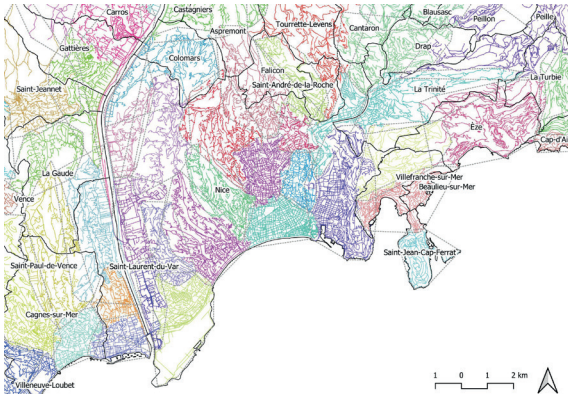 Castagniers
Carros
Blausasc
Peillon
Peille
Tourrette-Levens
Aspremont
Cantaron
Drap
Gattières
Colomars
Falicon
Saint-André-de-la-Roche
La Turbie
Saint-Jeannet
La Trinité
Èze
Cap-d'Ai
La Gaude
Villefranche-sur-Mer
Nice
Beaulieu-sur-Mer
Vence
Saint-Jean-Cap-Ferrat
Saint-Paul-de-Vence
Saint-Laurent-du-Var
Cagnes-sur-Mer
Villeneuve-Loubet
1 0 1 2 km